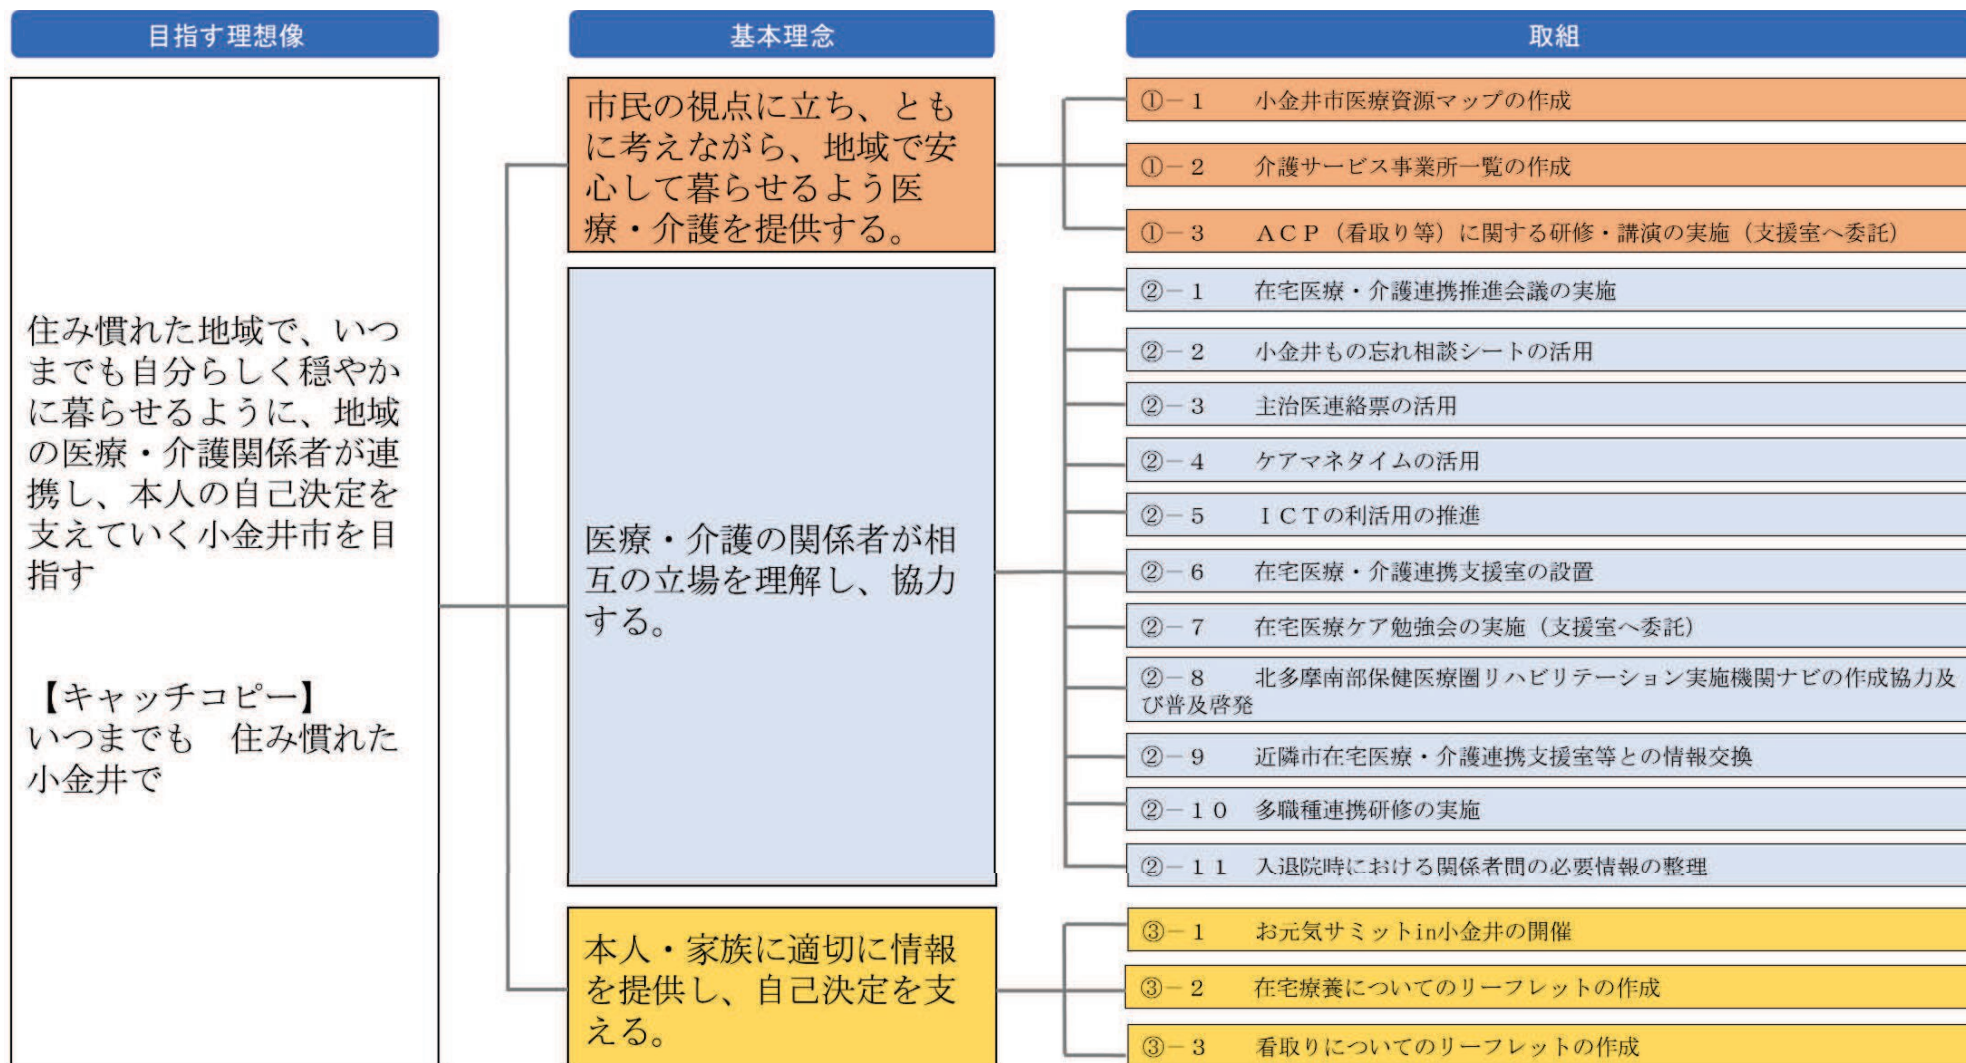 目指す理想像
基本理念
取組
住み慣れた地域で、いつ
までも自分らしく穏やか
に暮らせるように、地域
の医療・介護関係者が連
携し、本人の自己決定を
支えていく小金井市を目
指す
【キャッチコピー】
いつまでも　住み慣れた
小金井で
市民の視点に立ち、とも
に考えながら、地域で安
心して暮らせるよう医
療・介護を提供する。
①－１　小金井市医療資源マップの作成
①－２　介護サービス事業所一覧の作成
①－３　ＡＣＰ（看取り等）に関する研修・講演の実施（支援室へ委託）
医療・介護の関係者が相
互の立場を理解し、協力
する。
②－１　在宅医療・介護連携推進会議の実施
②－２　小金井もの忘れ相談シートの活用
②－３　主治医連絡票の活用
②－４　ケアマネタイムの活用
②－５　ＩＣＴの利活用の推進
②－６　在宅医療・介護連携支援室の設置
②－７　在宅医療ケア勉強会の実施（支援室へ委託）
②－８　北多摩南部保健医療圏リハビリテーション実施機関ナビの作成協力及
び普及啓発
②－９　近隣市在宅医療・介護連携支援室等との情報交換
②－１０　多職種連携研修の実施
②－１１　入退院時における関係者間の必要情報の整理
本人・家族に適切に情報
を提供し、自己決定を支
える。
③－１　お元気サミットin小金井の開催
③－２　在宅療養についてのリーフレットの作成
③－３　看取りについてのリーフレットの作成